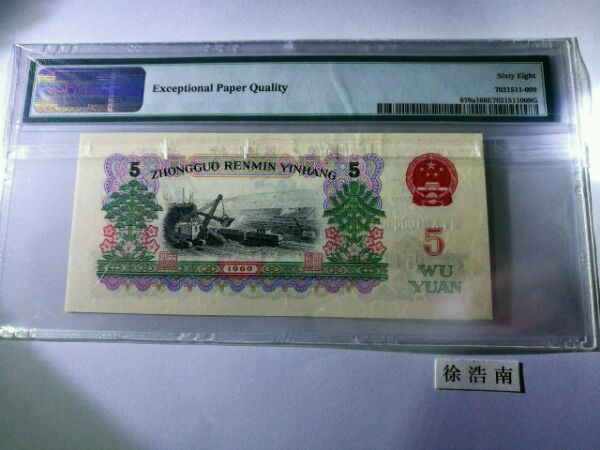 Exceptional Paper Quality
Sixty Eight
7021511-009
876a168E7021511009G
5 ZHONGGUO RENMIN YINHANG 5
5
WU
YUAN
1960
徐浩南